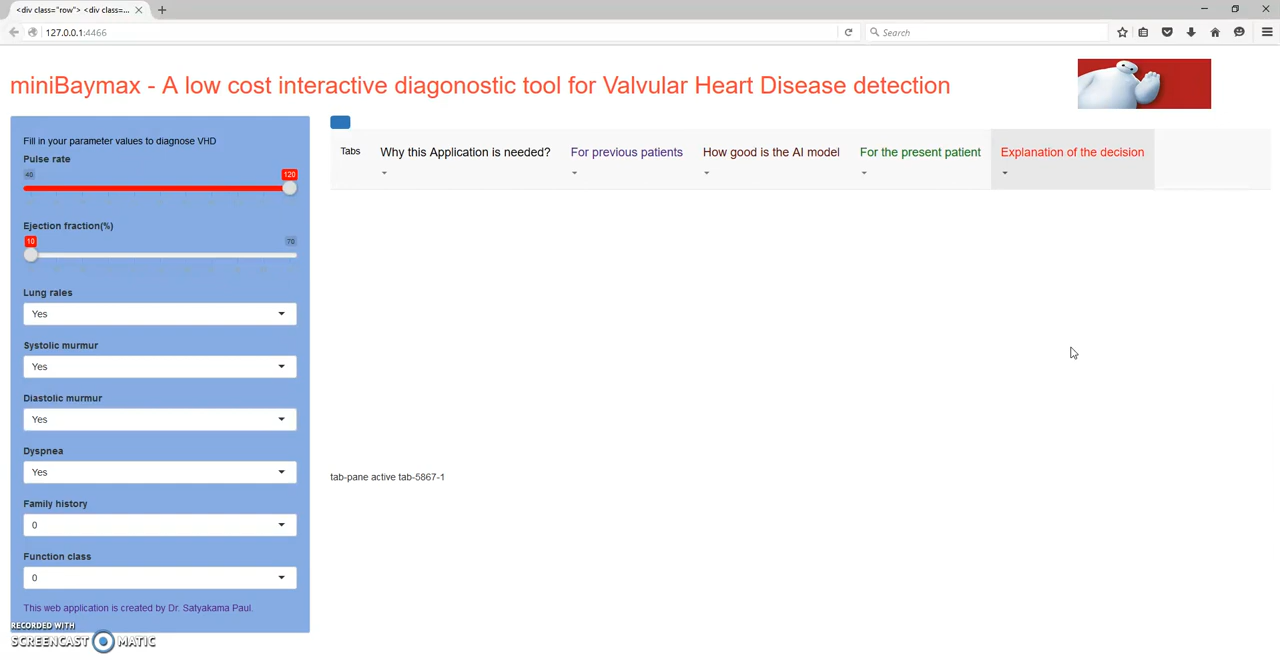 <div class="row"> <div class=...
127.0.0.1:4466
Search
miniBaymax - A low cost interactive diagonostic tool for Valvular Heart Disease detection
Fill in your parameter values to diagnose VHD
Pulse rate
40 120
Ejection fraction(%)
10 70
Lung rales
Yes
Systolic murmur
Yes
Diastolic murmur
Yes
Dyspnea
Yes
Family history
0
Function class
0
This web application is created by Dr. Satyakama Paul.
RECORDED WITH
SCREENCAST MATIC
Tabs Why this Application is needed? For previous patients How good is the AI model For the present patient Explanation of the decision
tab-pane active tab-5867-1